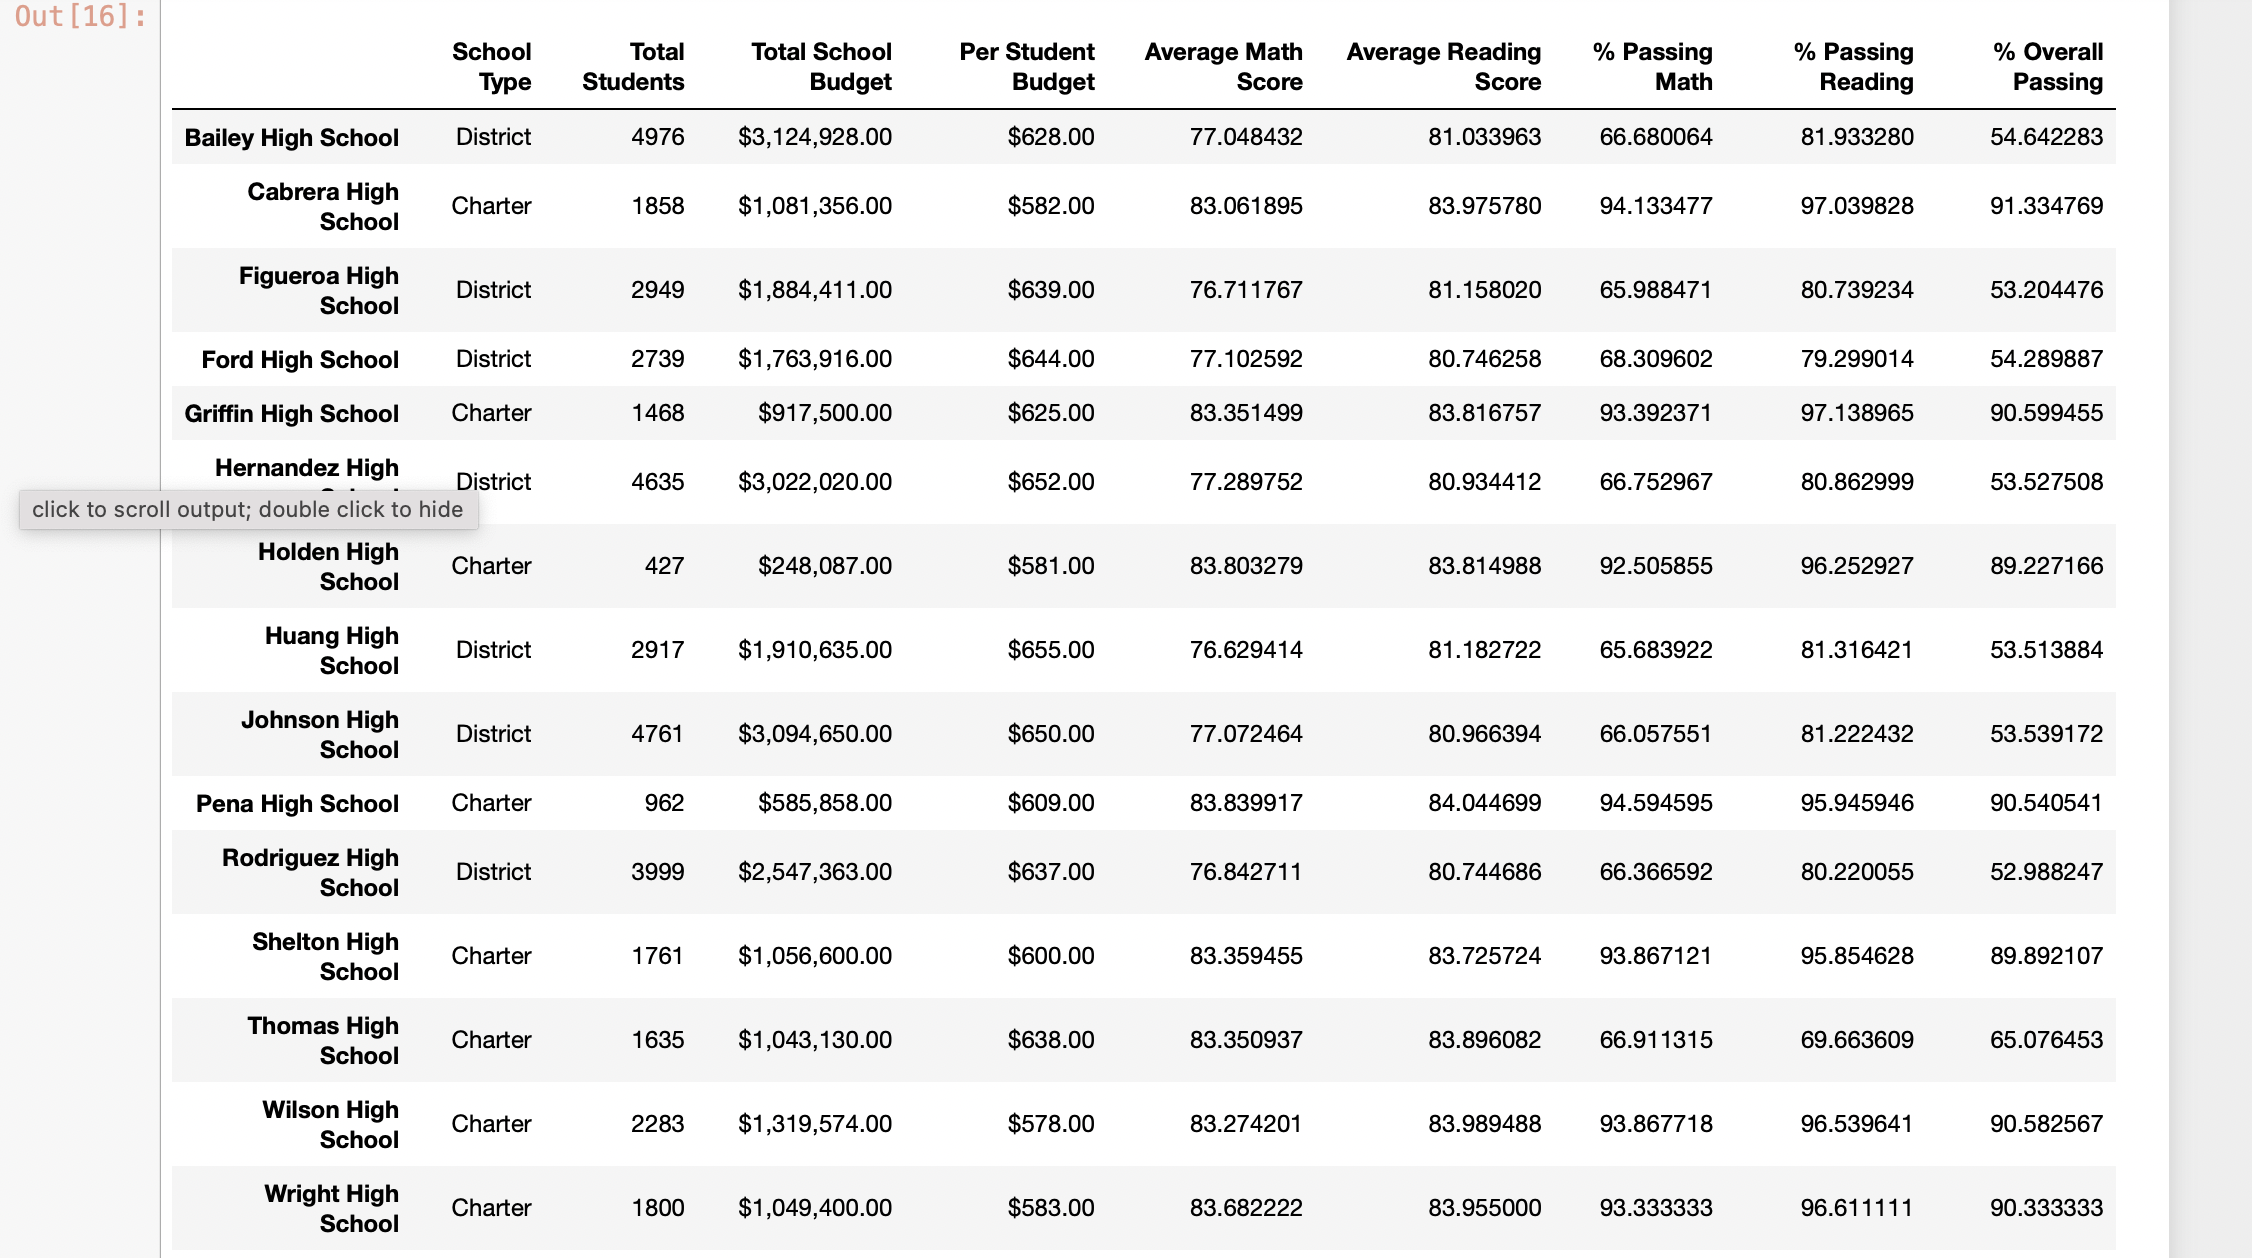 Out[16]:
School Type Total Students Total School Budget Per Student Budget Average Math Score Average Reading Score % Passing Math % Passing Reading % Overall Passing
Bailey High School District 4976 $3,124,928.00 $628.00 77.048432 81.033963 66.680064 81.933280 54.642283
Cabrera High School Charter 1858 $1,081,356.00 $582.00 83.061895 83.975780 94.133477 97.039828 91.334769
Figueroa High School District 2949 $1,884,411.00 $639.00 76.711767 81.158020 65.988471 80.739234 53.204476
Ford High School District 2739 $1,763,916.00 $644.00 77.102592 80.746258 68.309602 79.299014 54.289887
Griffin High School Charter 1468 $917,500.00 $625.00 83.351499 83.816757 93.392371 97.138965 90.599455
Hernandez High District 4635 $3,022,020.00 $652.00 77.289752 80.934412 66.752967 80.862999 53.527508
click to scroll output; double click to hide
Holden High School Charter 427 $248,087.00 $581.00 83.803279 83.814988 92.505855 96.252927 89.227166
Huang High School District 2917 $1,910,635.00 $655.00 76.629414 81.182722 65.683922 81.316421 53.513884
Johnson High School District 4761 $3,094,650.00 $650.00 77.072464 80.966394 66.057551 81.222432 53.539172
Pena High School Charter 962 $585,858.00 $609.00 83.839917 84.044699 94.594595 95.945946 90.540541
Rodriguez High School District 3999 $2,547,363.00 $637.00 76.842711 80.744686 66.366592 80.220055 52.988247
Shelton High School Charter 1761 $1,056,600.00 $600.00 83.359455 83.725724 93.867121 95.854628 89.892107
Thomas High School Charter 1635 $1,043,130.00 $638.00 83.350937 83.896082 66.911315 69.663609 65.076453
Wilson High School Charter 2283 $1,319,574.00 $578.00 83.274201 83.989488 93.867718 96.539641 90.582567
Wright High School Charter 1800 $1,049,400.00 $583.00 83.682222 83.955000 93.333333 96.611111 90.333333